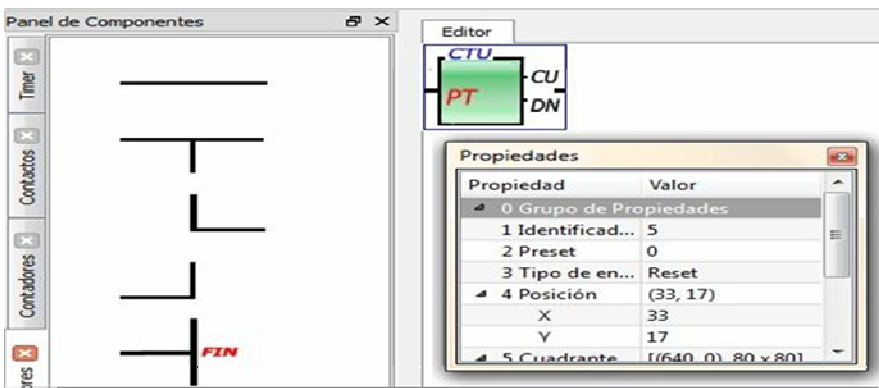 Panel de Componentes
Timer
Contactos
Contadores
ores
FIN
Editor
CTU
CU
PT
DN
Propiedades
Propiedad Valor
0 Grupo de Propiedades
1 Identificad... 5
2 Preset 0
3 Tipo de en... Reset
4 Posición (33, 17)
X 33
Y 17
5 Cuadrante [(640, 0), 80 x 80]